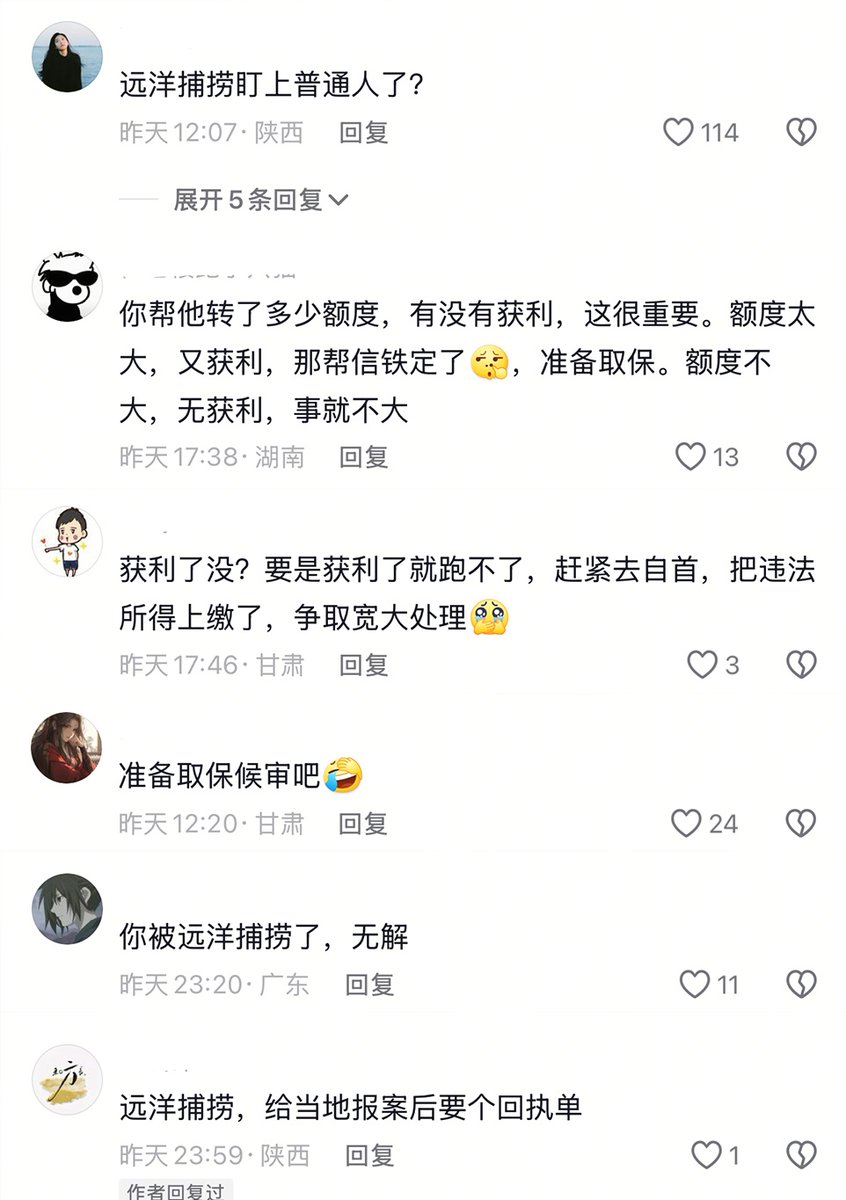 远洋捕捞盯上普通人了?
昨天 12:07· 陕西 回复 114
展开 5 条回复
你帮他转了多少额度，有没有获利，这很重要。额度太
大，又获利，那帮信铁定了，准备取保。额度不
大，无获利，事就不大
昨天 17:38· 湖南 回复 13
获利了没？要是获利了就跑不了，赶紧去自首，把违法
所得上缴了，争取宽大处理
昨天 17:46· 甘肃 回复 3
准备取保候审吧
昨天 12:20· 甘肃 回复 24
你被远洋捕捞了，无解
昨天 23:20· 广东 回复 11
远洋捕捞，给当地报案后要个回执单
昨天 23:59· 陕西 回复 1
作者回复过